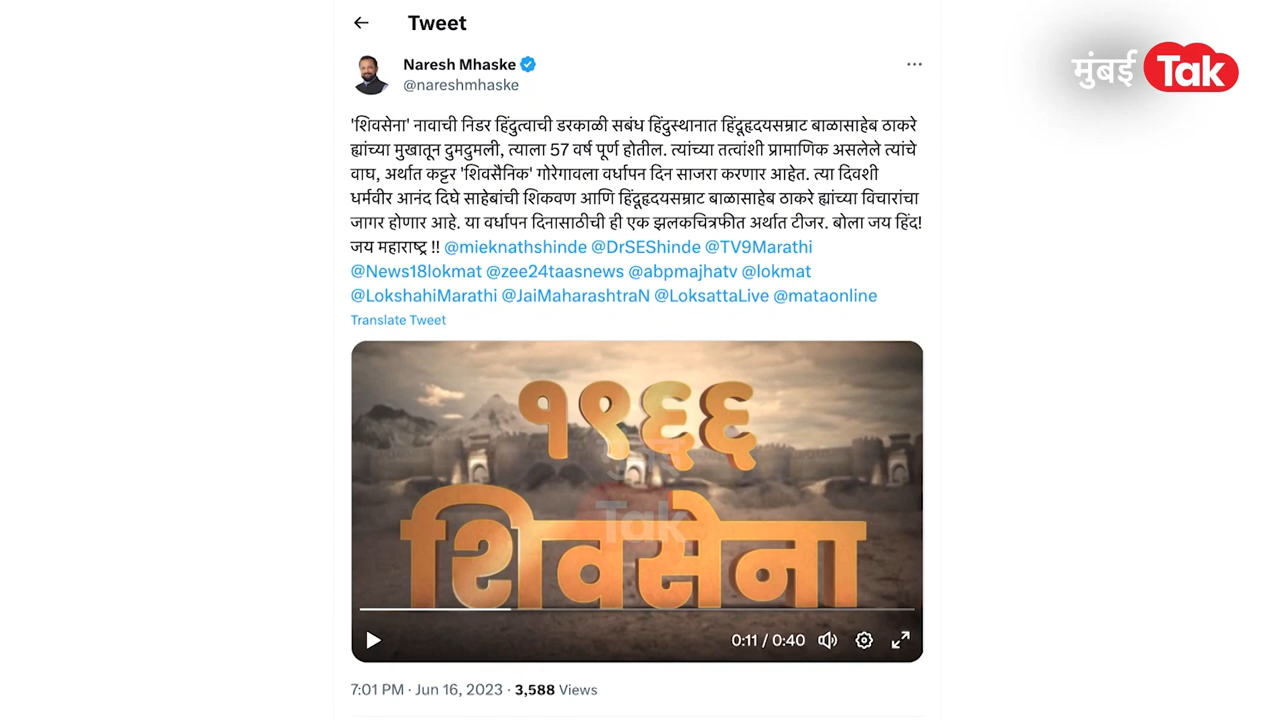 Tweet
Naresh Mhaske
@nareshmhaske
मुंबई Tak
'शिवसेना' नावाची निडर हिंदुत्वाची डरकाळी सबंध हिंदुस्थानात हिंदूहृदयसम्राट बाळासाहेब ठाकरे
ह्यांच्या मुखातून दुमदुमली, त्याला 57 वर्ष पूर्ण होतील. त्यांच्या तत्वांशी प्रामाणिक असलेले त्यांचे
वाघ, अर्थात कट्टर 'शिवसैनिक' गोरेगावला वर्धापन दिन साजरा करणार आहेत. त्या दिवशी
धर्मवीर आनंद दिघे साहेबांची शिकवण आणि हिंदूहृदयसम्राट बाळासाहेब ठाकरे ह्यांच्या विचारांचा
जागर होणार आहे. या वर्धापन दिनासाठीची ही एक झलकचित्रफीत अर्थात टीजर. बोला जय हिंद!
जय महाराष्ट्र !! @mieknathshinde @DrSEShinde @TV9Marathi
@News18lokmat @zee24taasnews @abpmajhatv @lokmat
@LokshahiMarathi @JaiMaharashtraN @LoksattaLive @mataonline
Translate Tweet
१९६६
मुंबई
Tak
शिवसेना
0:11 / 0:40
7:01 PM · Jun 16, 2023 · 3,588 Views